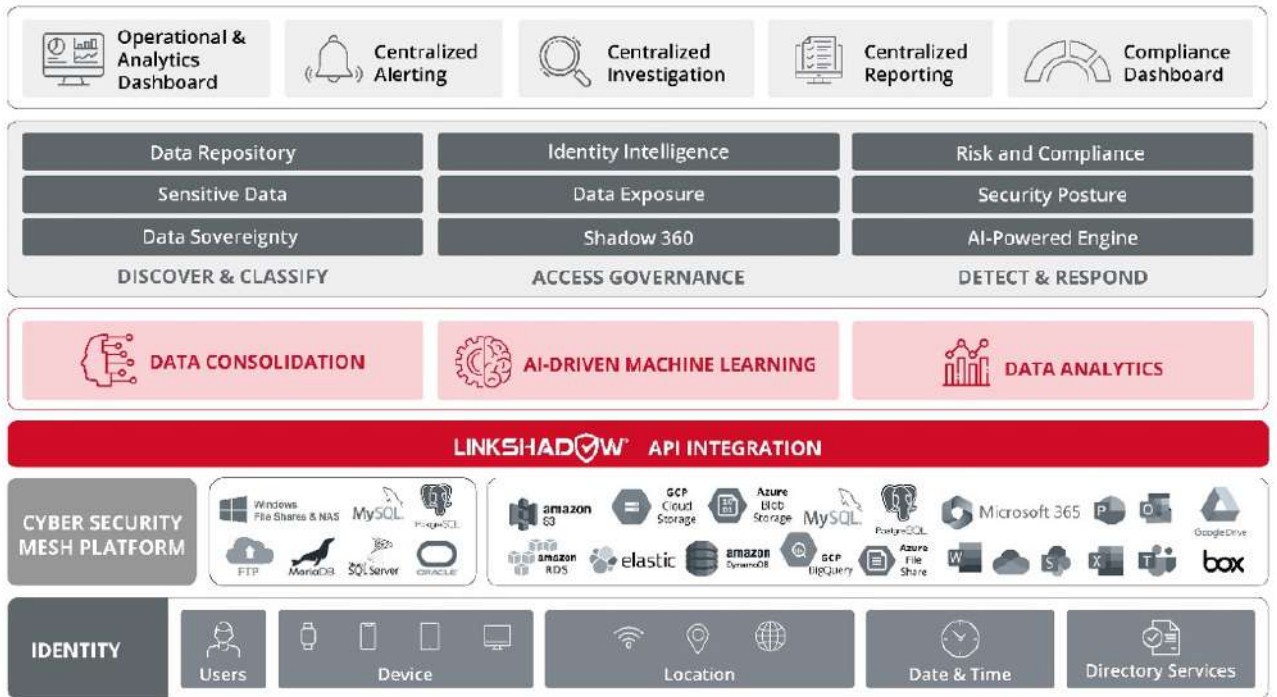 Operational &
Analytics
Dashboard
Centralized
Alerting
Centralized
Investigation
Centralized
Reporting
Compliance
Dashboard
Data Repository
Identity Intelligence
Risk and Compliance
Sensitive Data
Data Exposure
Security Posture
Data Sovereignty
Shadow 360
AI-Powered Engine
DISCOVER & CLASSIFY
ACCESS GOVERNANCE
DETECT & RESPOND
DATA CONSOLIDATION
AI-DRIVEN MACHINE LEARNING
DATA ANALYTICS
LINKSHADOW API INTEGRATION
CYBER SECURITY
MESH PLATFORM
Windows
File Shares & NAS
MySQL
PostgreSQL
FTP
MariaDB
SQL Server
ORACLE
amazon
S3
GCP
Cloud
Storage
Azure
Blob
Storage
MySQL
PostgreSQL
Microsoft 365
Google Drive
amazon
RDS
elastic
amazon
DynamoDB
GCP
BigQuery
Azure
File
Share
box
IDENTITY
Users
Device
Location
Date & Time
Directory Services